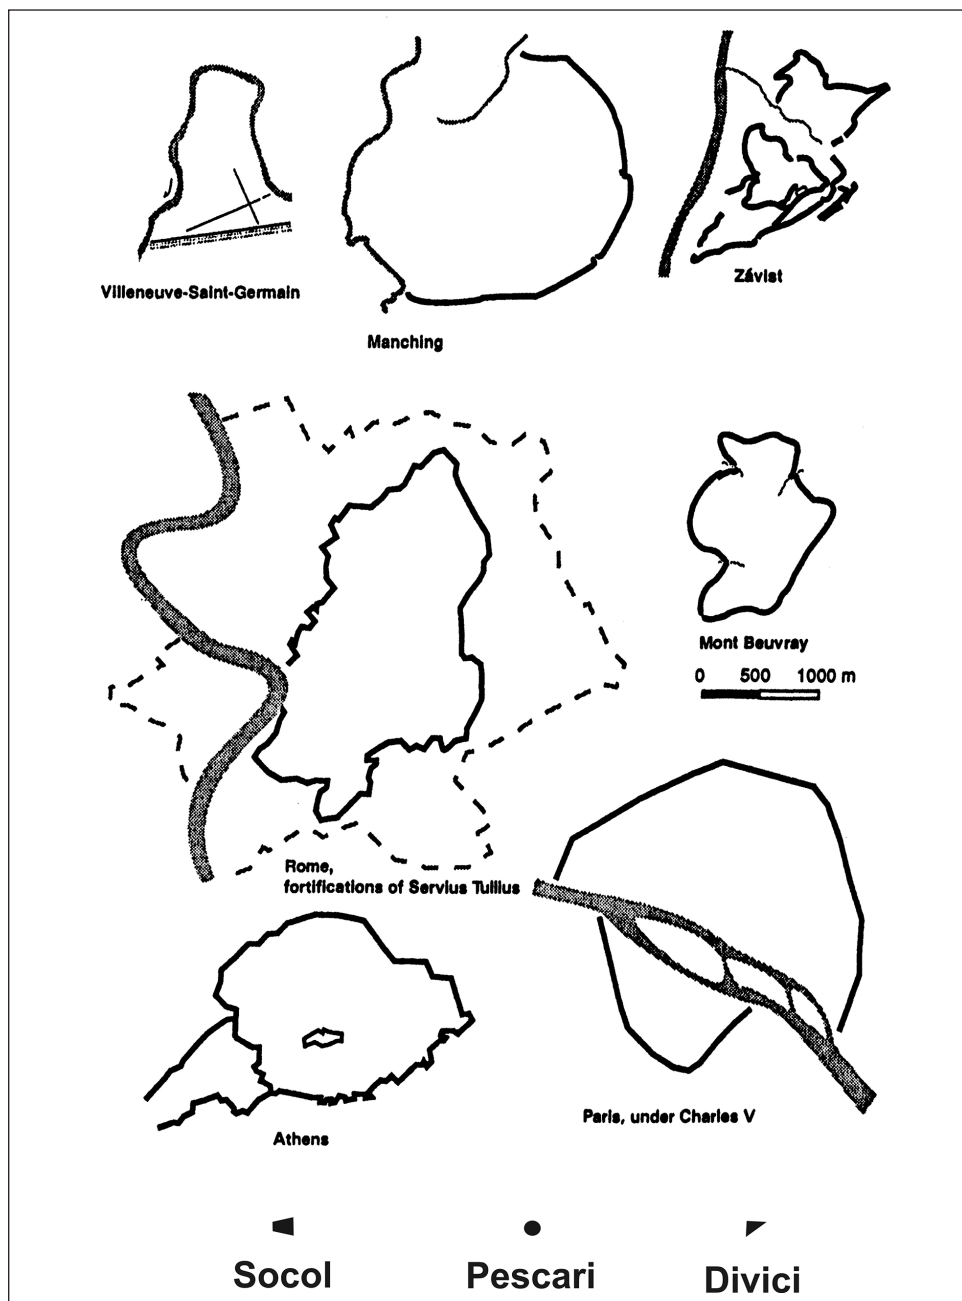 Villeneuve-Saint-Germain
Manching
Závist
Mont Beuvray
0 500 1000 m
Rome,
fortifications of Servius Tullius
Paris, under Charles V
Athens
Socol
Pescari
Divici